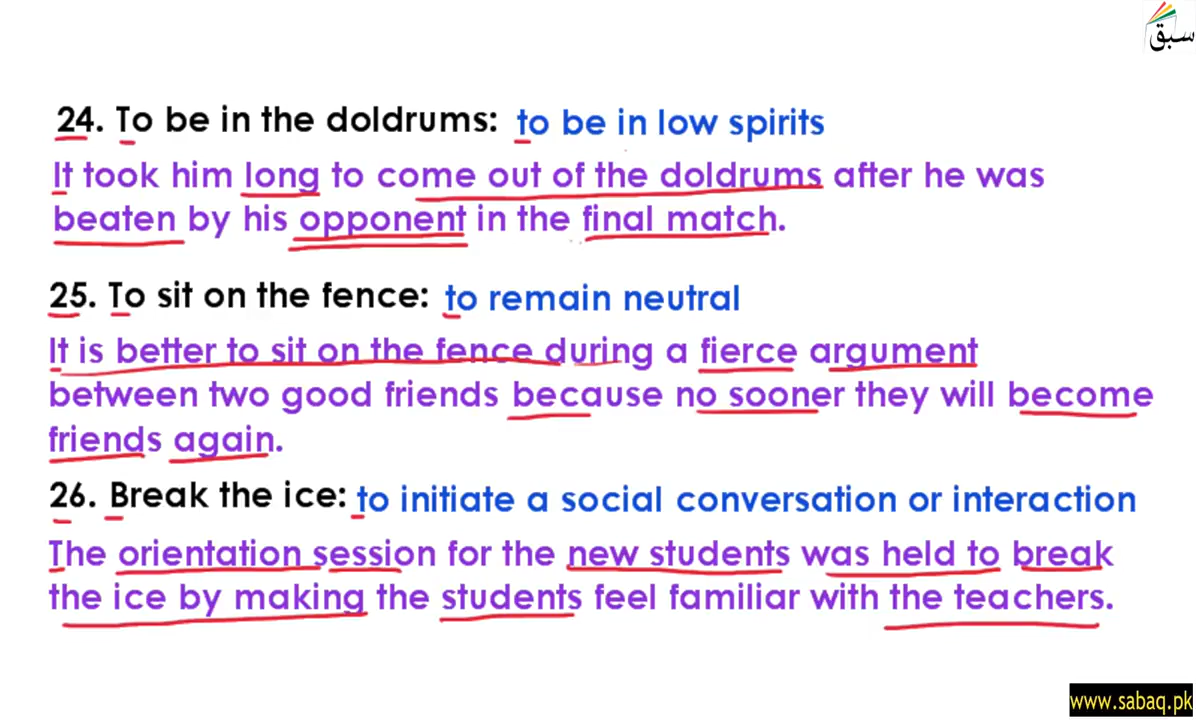 سبق
24. To be in the doldrums: to be in low spirits
It took him long to come out of the doldrums after he was
beaten by his opponent in the final match.
25. To sit on the fence: to remain neutral
It is better to sit on the fence during a fierce argument
between two good friends because no sooner they will become
friends again.
26. Break the ice: to initiate a social conversation or interaction
The orientation session for the new students was held to break
the ice by making the students feel familiar with the teachers.
www.sabaq.pk